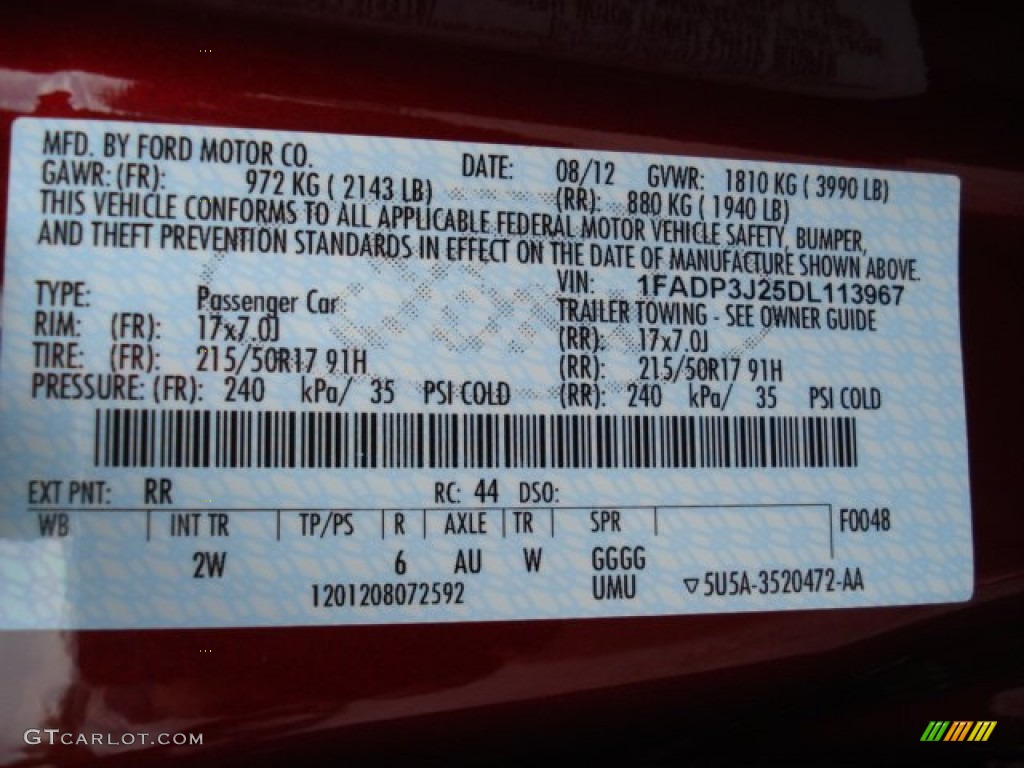 MFD. BY FORD MOTOR CO. DATE: 08/12 GVWR: 1810 KG ( 3990 LB)
GAWR: (FR): 972 KG ( 2143 LB) (RR): 880 KG ( 1940 LB)
THIS VEHICLE CONFORMS TO ALL APPLICABLE FEDERAL MOTOR VEHICLE SAFETY, BUMPER,
AND THEFT PREVENTION STANDARDS IN EFFECT ON THE DATE OF MANUFACTURE SHOWN ABOVE.
VIN: 1FADP3J25DL113967
TYPE: Passenger Car TRAILER TOWING - SEE OWNER GUIDE
RIM: (FR): 17x7.0J (RR): 17x7.0J
TIRE: (FR): 215/50R17 91H (RR): 215/50R17 91H
PRESSURE: (FR): 240 kPa/ 35 PSI COLD (RR): 240 kPa/ 35 PSI COLD
EXT PNT: RR RC: 44 DSO:
WB INT TR TP/PS R AXLE TR SPR F0048
2W 6 AU W GGGG
1201208072592 UMU ▽5U5A-3520472-AA
GTCARLOT.COM